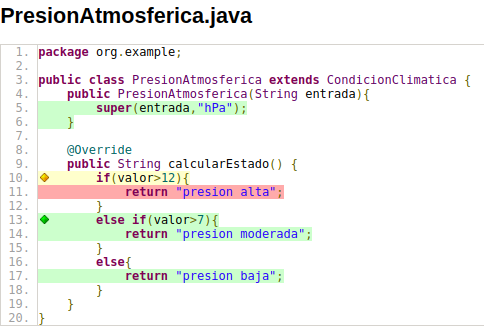 PresionAtmosferica.java
1. package org.example;
2.
3. public class PresionAtmosferica extends CondicionClimatica {
4.     public PresionAtmosferica(String entrada){
5.         super(entrada,"hPa");
6.     }
7.
8.     @Override
9.     public String calcularEstado() {
10.         if(valor>12){
11.             return "presion alta";
12.         }
13.         else if(valor>7){
14.             return "presion moderada";
15.         }
16.         else{
17.             return "presion baja";
18.         }
19.     }
20. }